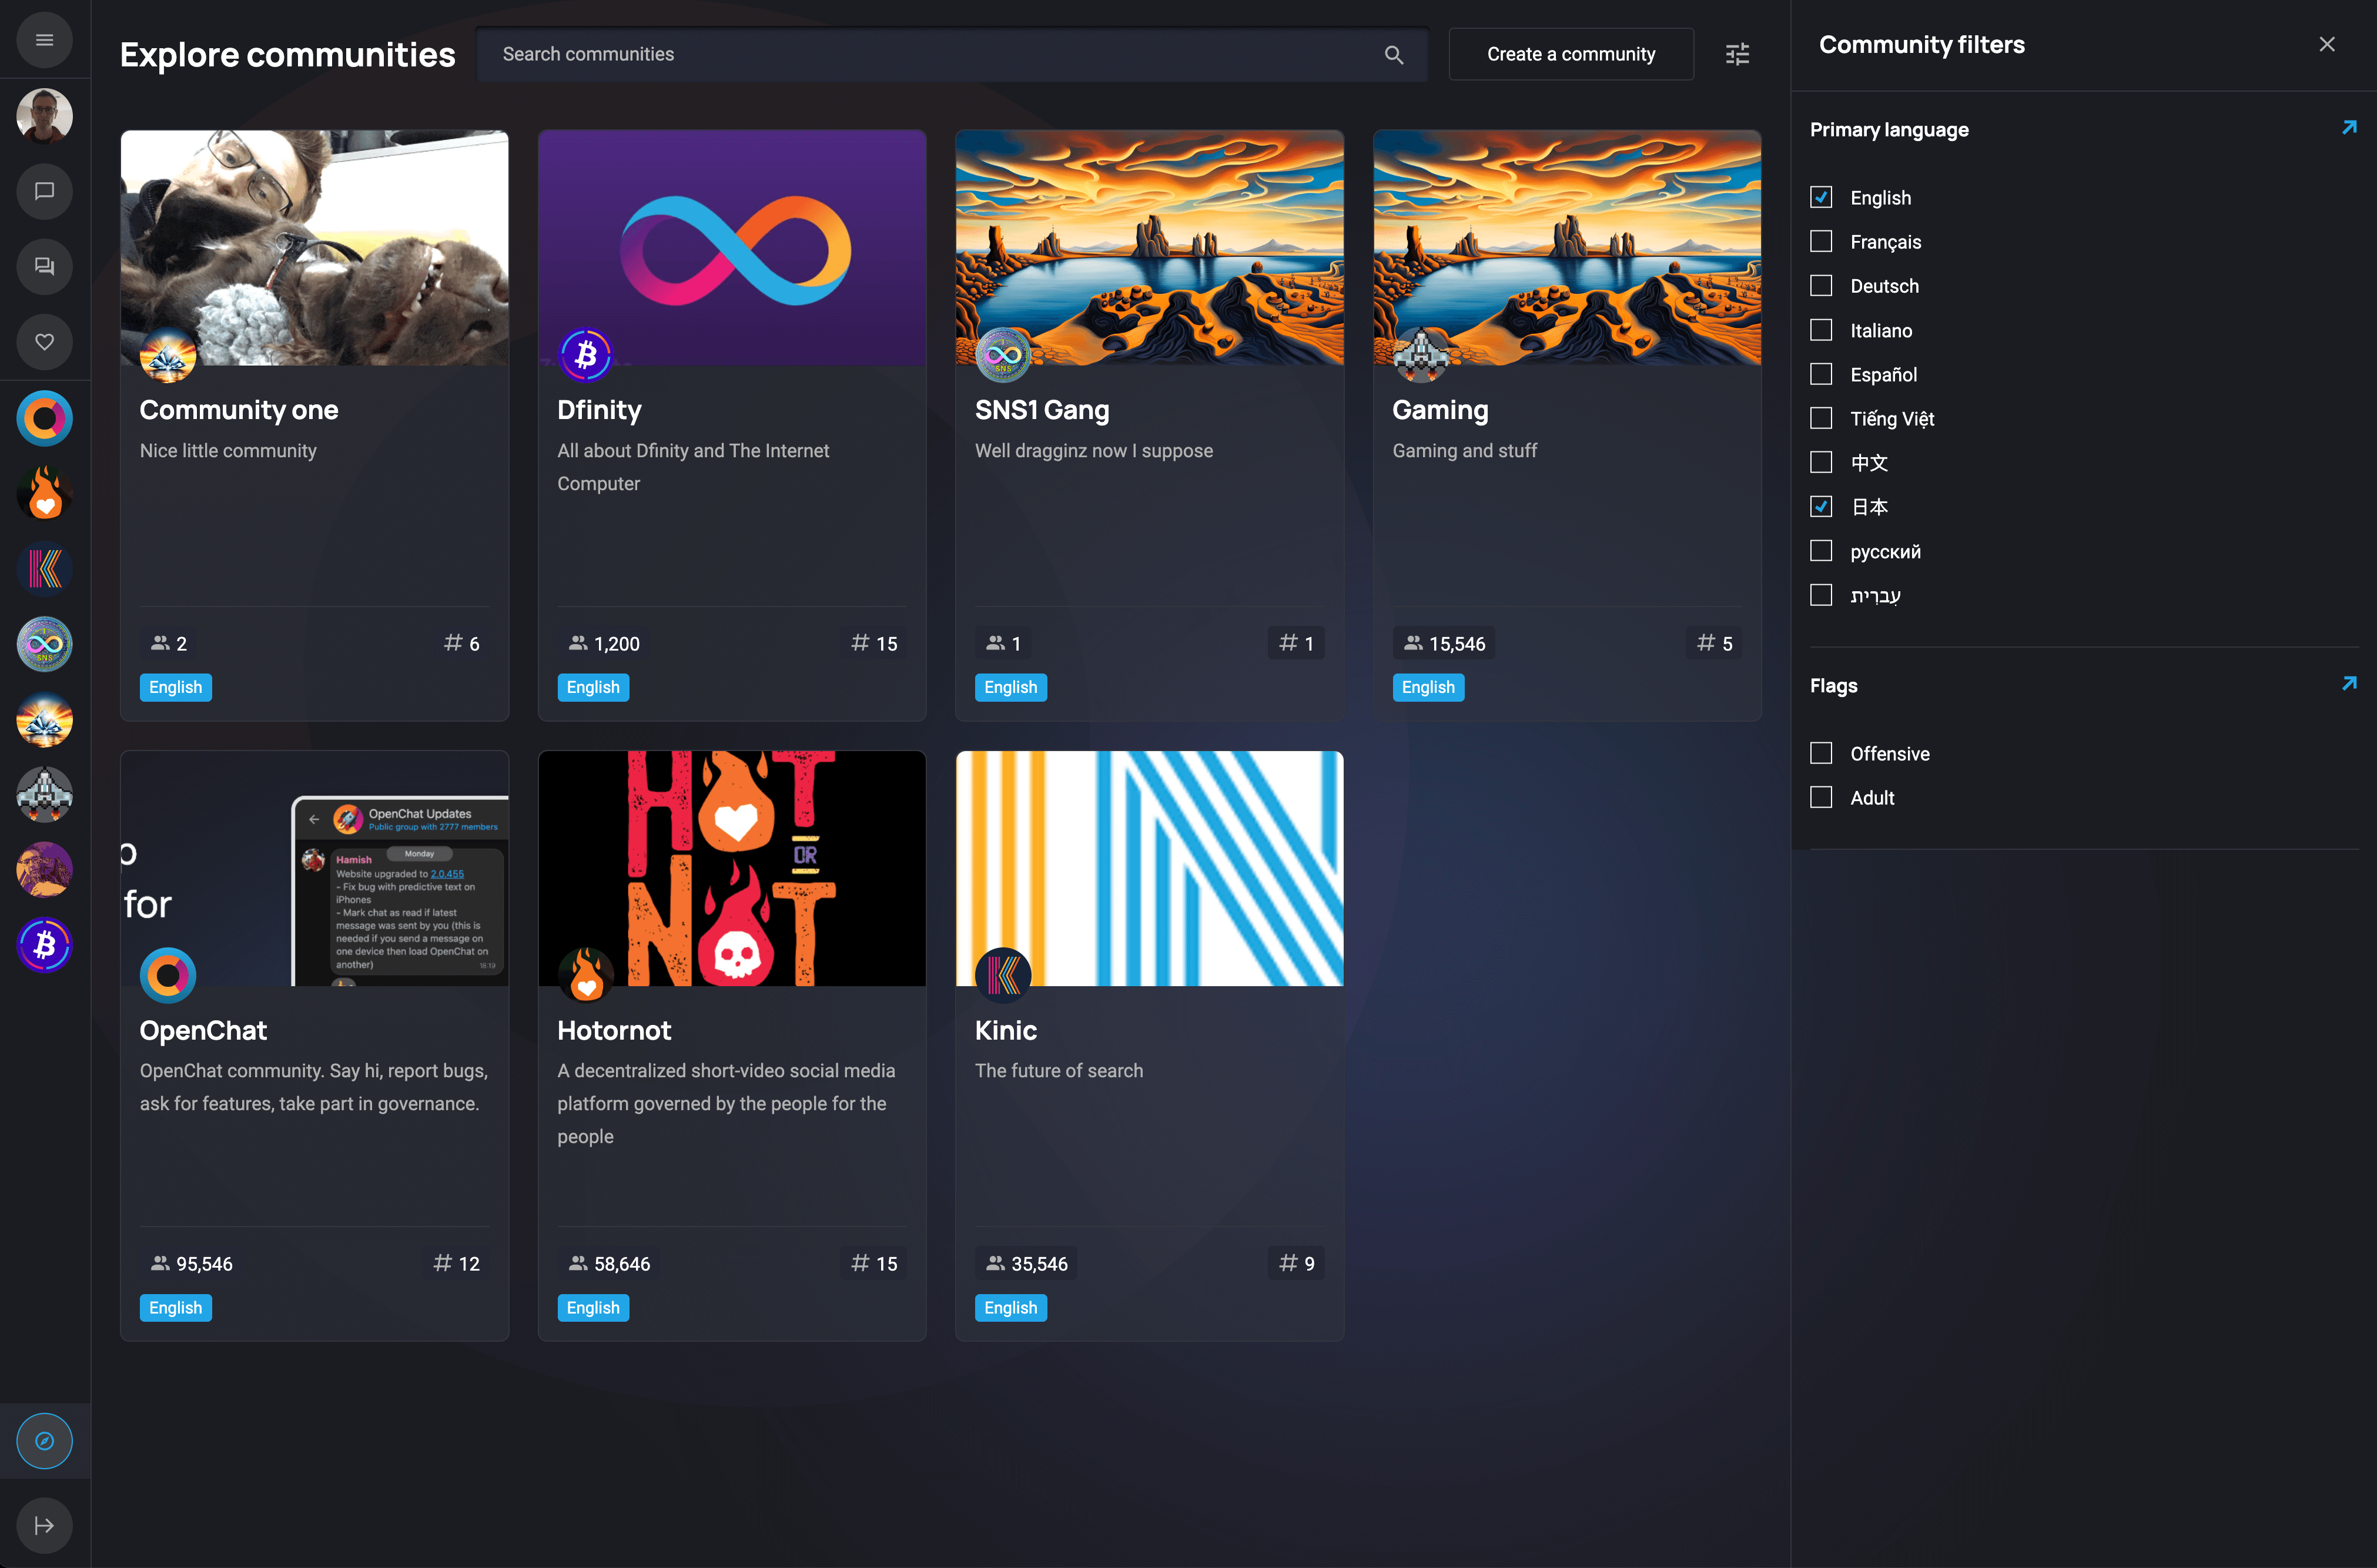 Explore communities
Search communities
Create a community
Community one
Nice little community
2
# 6
English
Dfinity
All about Dfinity and The Internet
Computer
1,200
# 15
English
SNS
SNS1 Gang
Well dragginz now I suppose
1
# 1
English
Gaming
Gaming and stuff
15,546
# 5
English
for
OpenChat Updates
Public group with 2777 members
Monday
Hamish
Website upgraded to 2.0.455
- Fix bug with predictive text on
iPhones
- Mark chat as read if latest
message was sent by you (this is
needed if you send a message on
one device then load OpenChat on
another)
16:19
OpenChat
OpenChat community. Say hi, report bugs,
ask for features, take part in governance.
95,546
# 12
English
HOT
OR
NOT
Hotornot
A decentralized short-video social media
platform governed by the people for the
people
58,646
# 15
English
Kinic
The future of search
35,546
# 9
English
Community filters
Primary language
English
Français
Deutsch
Italiano
Español
Tiếng Việt
中文
日本
русский
עִברִית
Flags
Offensive
Adult